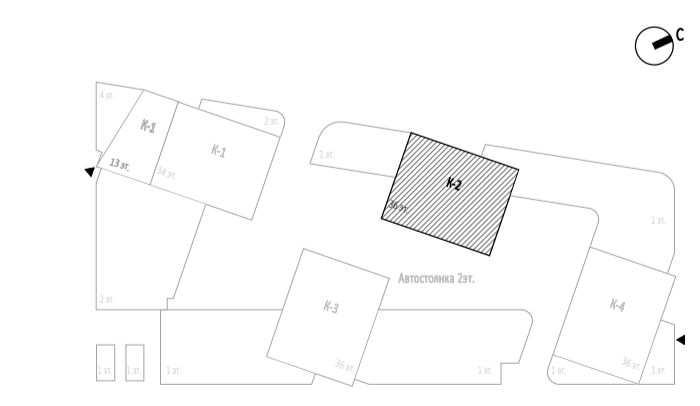 С
4 эт.
К-1
13 эт.
2 эт.
К-1
34 эт.
1 эт.
К-2
36 эт.
1 эт.
Автостоянка 2эт.
2 эт.
К-3
36 эт.
К-4
36 эт.
1 эт.
1 эт.
1 эт.
1 эт.
1 эт.
1 эт.